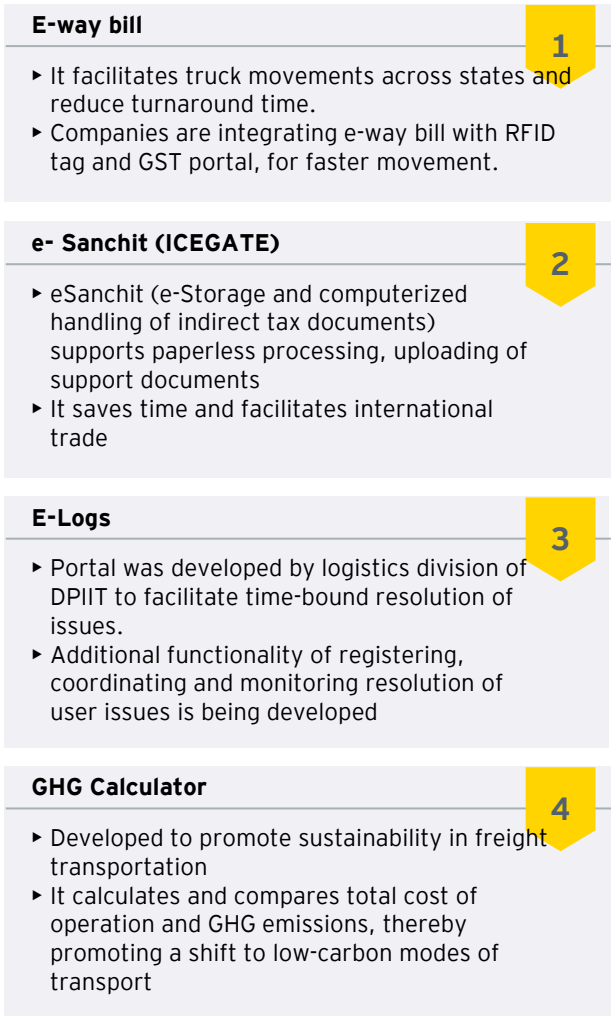 E-way bill
1
▸ It facilitates truck movements across states and
reduce turnaround time.
▸ Companies are integrating e-way bill with RFID
tag and GST portal, for faster movement.
e- Sanchit (ICEGATE)
2
▸ eSanchit (e-Storage and computerized
handling of indirect tax documents)
supports paperless processing, uploading of
support documents
▸ It saves time and facilitates international
trade
E-Logs
3
▸ Portal was developed by logistics division of
DPIIT to facilitate time-bound resolution of
issues.
▸ Additional functionality of registering,
coordinating and monitoring resolution of
user issues is being developed
GHG Calculator
4
▸ Developed to promote sustainability in freight
transportation
▸ It calculates and compares total cost of
operation and GHG emissions, thereby
promoting a shift to low-carbon modes of
transport